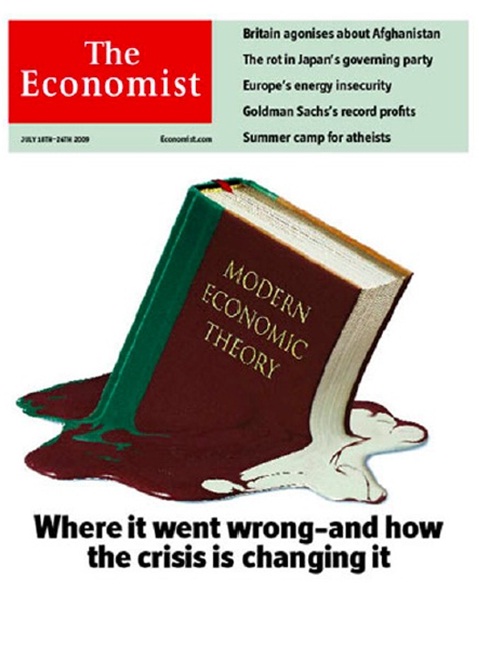 The
Economist
JULY 18TH–24TH 2009 Economist.com
Britain agonises about Afghanistan
The rot in Japan's governing party
Europe's energy insecurity
Goldman Sachs's record profits
Summer camp for atheists
MODERN
ECONOMIC
THEORY
Where it went wrong–and how
the crisis is changing it